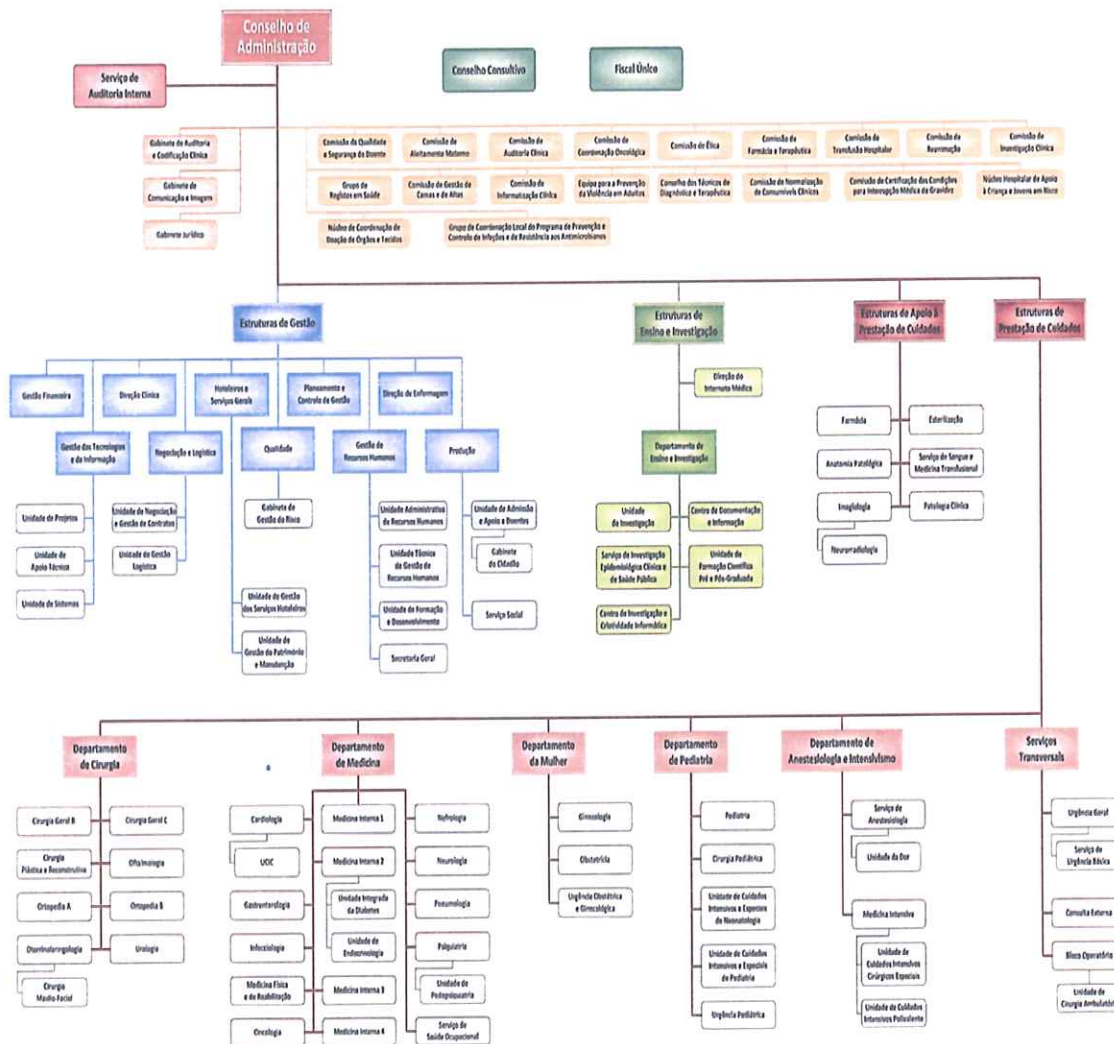 Conselho de
Administração
Serviço de
Auditoria Interna
Conselho Consultivo
Fiscal Único
Gabinete de Auditoria
e Codificação Clínica
Comissão da Qualidade
e Segurança do Doente
Comissão de
Aleitamento Materno
Comissão de
Auditoria Clínica
Comissão de
Coordenação Oncológica
Comissão de Ética
Comissão de
Farmácia e Terapêutica
Comissão de
Transfusão Hospitalar
Comissão de
Reanimação
Comissão de
Investigação Clínica
Gabinete de
Comunicação e Imagem
Grupo de
Registos em Saúde
Comissão de Gestão de
Camas e de Altas
Comissão de
Informatização Clínica
Equipa para a Prevenção
da Violência em Adultos
Conselho dos Técnicos de
Diagnóstico e Terapêutica
Comissão de Normalização
de Consumíveis Clínicos
Comissão de Certificação das Condições
para Interrupção Médica da Gravidez
Núcleo Hospitalar de Apoio
à Criança e Jovens em Risco
Gabinete Jurídico
Núcleo de Coordenação de
Doação de Órgãos e Tecidos
Grupo de Coordenação Local do Programa de Prevenção e
Controlo de Infeções e de Resistência aos Antimicrobianos
Estruturas de Gestão
Estruturas de
Ensino e Investigação
Estruturas de Apoio à
Prestação de Cuidados
Estruturas de
Prestação de Cuidados
Gestão Financeira
Direção Clínica
Hoteleiros e
Serviços Gerais
Planeamento e
Controlo de Gestão
Direção de Enfermagem
Direção do
Internato Médico
Gestão das Tecnologias
e da Informação
Negociação e Logística
Qualidade
Gestão de
Recursos Humanos
Produção
Departamento de
Ensino e Investigação
Farmácia
Esterilização
Anatomia Patológica
Serviço de Sangue e
Medicina Transfusional
Imagiologia
Patologia Clínica
Neurorradiologia
Unidade de Projetos
Unidade de
Apoio Técnico
Unidade de Sistemas
Unidade de Negociação
e Gestão de Contratos
Unidade de Gestão
Logística
Gabinete de
Gestão do Risco
Unidade de Gestão
dos Serviços Hoteleiros
Unidade de
Gestão do Património
e Manutenção
Unidade Administrativa
de Recursos Humanos
Unidade Técnica
de Gestão de
Recursos Humanos
Unidade de Formação
e Desenvolvimento
Secretaria Geral
Unidade de Admissão
e Apoio a Doentes
Gabinete
do Cidadão
Serviço Social
Unidade
de Investigação
Centro de Documentação
e Informação
Serviço de Investigação
Epidemiológica Clínica e
de Saúde Pública
Unidade de
Formação Científica
Pré e Pós-Graduada
Centro de Investigação e
Criatividade Informática
Departamento
de Cirurgia
Departamento
de Medicina
Departamento
da Mulher
Departamento
de Pediatria
Departamento de
Anestesiologia e Intensivismo
Serviços
Transversais
Cirurgia Geral B
Cirurgia Geral C
Cirurgia
Plástica e Reconstrutiva
Oftalmologia
Ortopedia A
Ortopedia B
Otorrinolaringologia
Urologia
Cirurgia
Maxilo-Facial
Cardiologia
UCIC
Gastrenterologia
Infecciologia
Medicina Física
e de Reabilitação
Oncologia
Medicina Interna 1
Medicina Interna 2
Unidade Integrada
da Diabetes
Unidade de
Endocrinologia
Medicina Interna 3
Medicina Interna 4
Nefrologia
Neurologia
Pneumologia
Psiquiatria
Unidade de
Pedopsiquiatria
Serviço de
Saúde Ocupacional
Ginecologia
Obstetrícia
Urgência Obstétrica
e Ginecológica
Pediatria
Cirurgia Pediátrica
Unidade de Cuidados
Intensivos e Especiais
de Neonatologia
Unidade de Cuidados
Intensivos e Especiais
de Pediatria
Urgência Pediátrica
Serviço de
Anestesiologia
Unidade da Dor
Medicina Intensiva
Unidade de
Cuidados Intensivos
Cirúrgicos Especiais
Unidade de Cuidados
Intensivos Polivalente
Urgência Geral
Serviço de
Urgência Básica
Consulta Externa
Bloco Operatório
Unidade de
Cirurgia Ambulatório